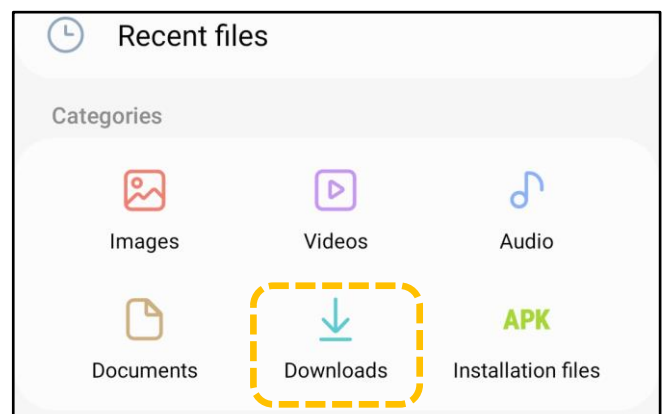 Recent files
Categories
Images Videos Audio
APK
Documents Downloads Installation files